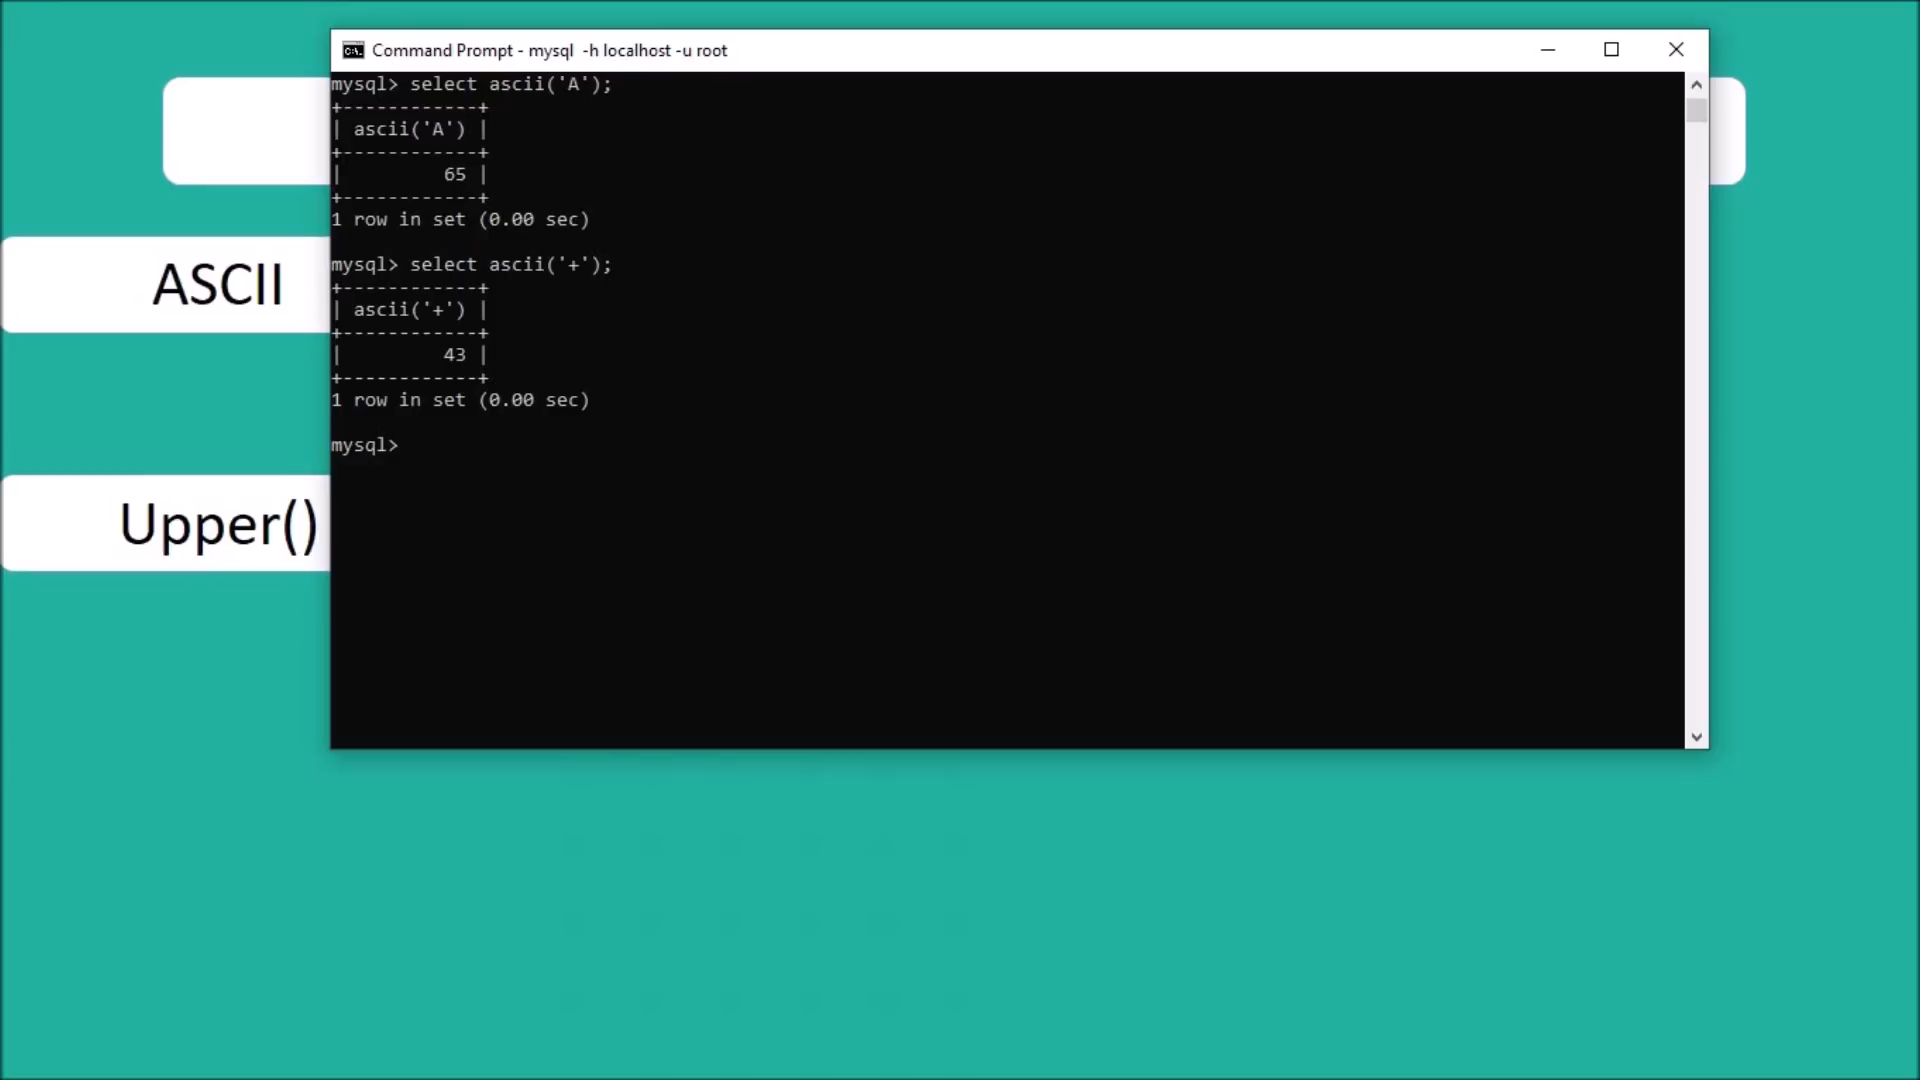 Command Prompt - mysql  -h localhost -u root
mysql> select ascii('A');
+------------+
| ascii('A') |
+------------+
|         65 |
+------------+
1 row in set (0.00 sec)
mysql> select ascii('+');
+------------+
| ascii('+') |
+------------+
|         43 |
+------------+
1 row in set (0.00 sec)
mysql>
ASCII
Upper()